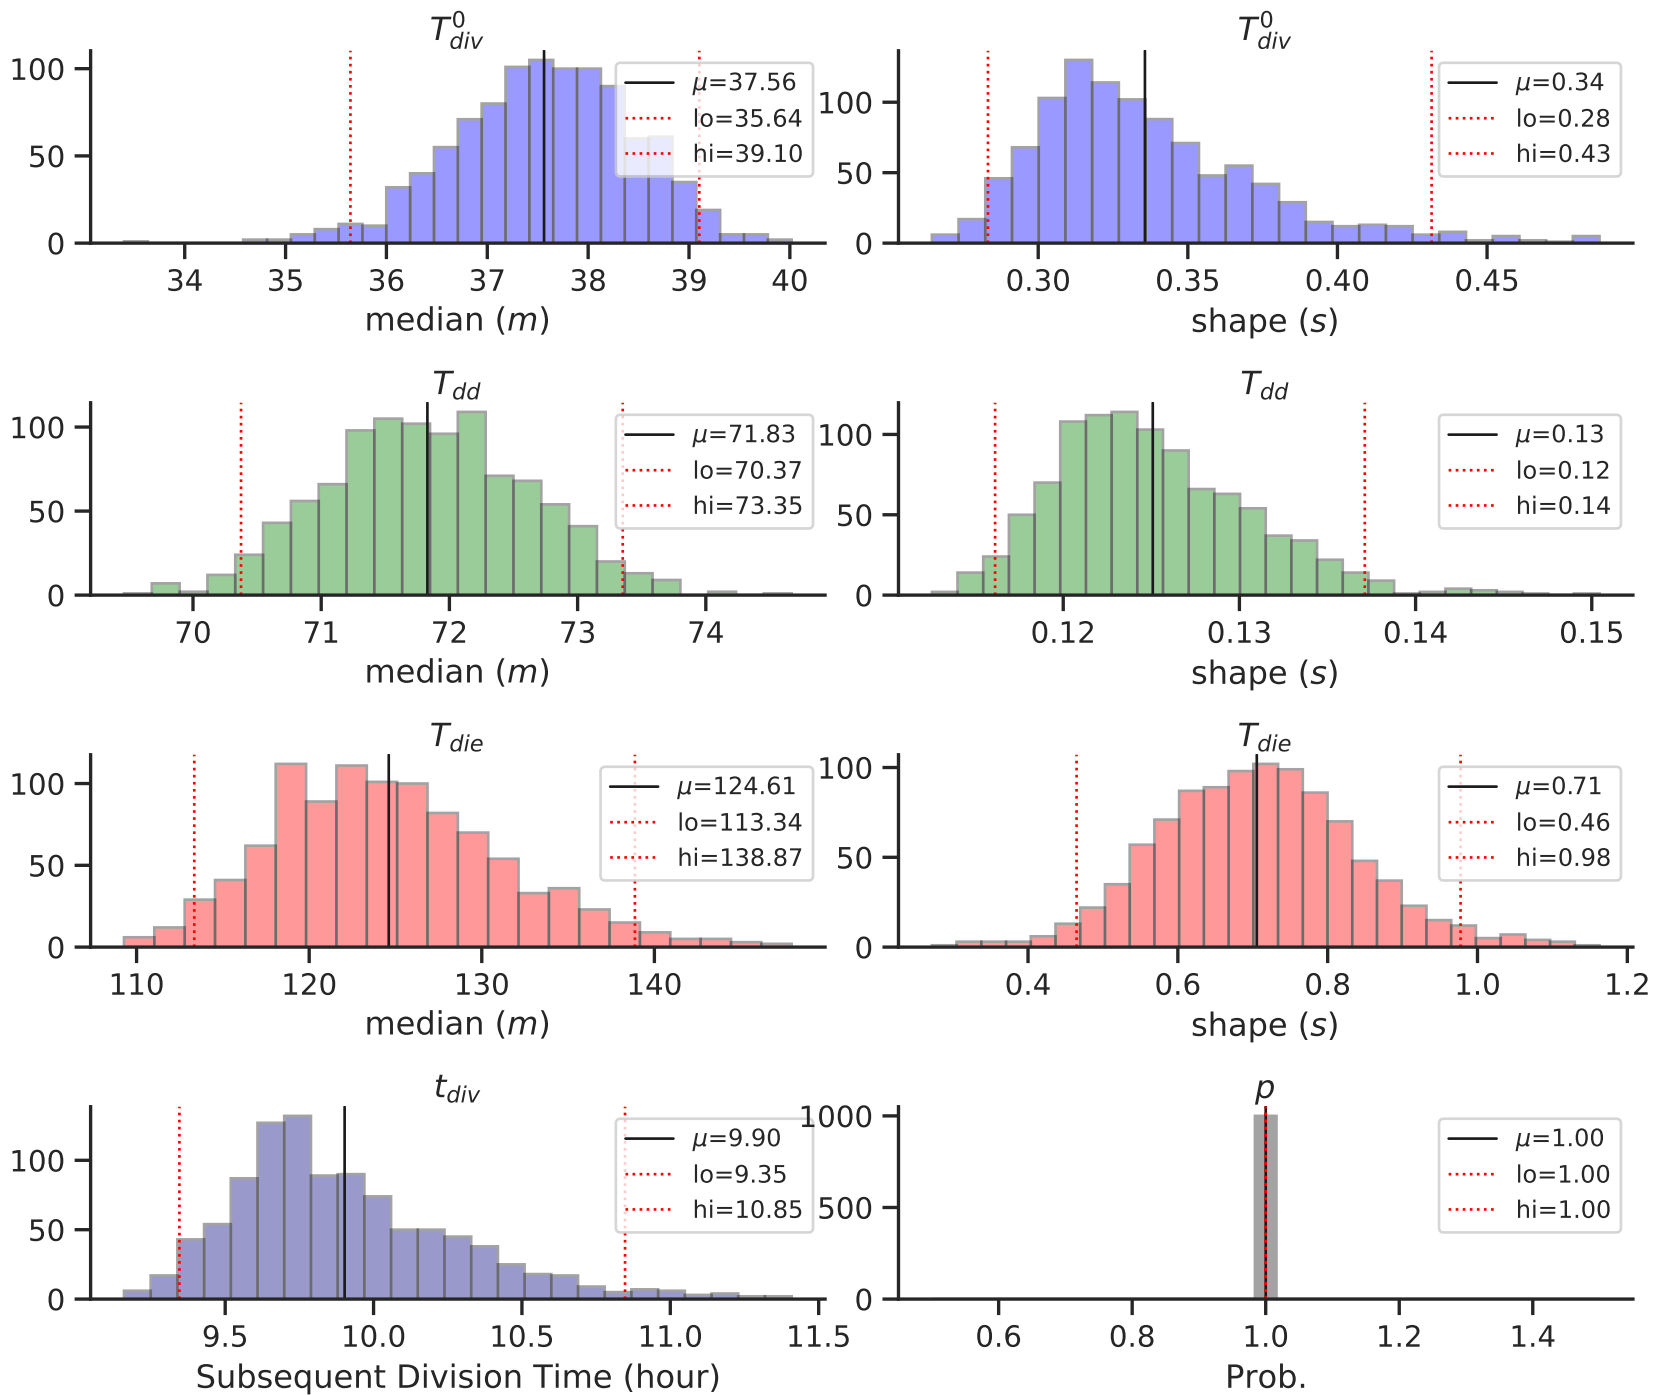 T⁰div
100
50
0
μ=37.56
lo=35.64
hi=39.10
34 35 36 37 38 39 40
median (m)
T⁰div
100
50
0
μ=0.34
lo=0.28
hi=0.43
0.30 0.35 0.40 0.45
shape (s)
Tdd
100
50
0
μ=71.83
lo=70.37
hi=73.35
70 71 72 73 74
median (m)
Tdd
100
50
0
μ=0.13
lo=0.12
hi=0.14
0.12 0.13 0.14 0.15
shape (s)
Tdie
100
50
0
μ=124.61
lo=113.34
hi=138.87
110 120 130 140
median (m)
Tdie
100
50
0
μ=0.71
lo=0.46
hi=0.98
0.4 0.6 0.8 1.0 1.2
shape (s)
tdiv
100
50
0
μ=9.90
lo=9.35
hi=10.85
9.5 10.0 10.5 11.0 11.5
Subsequent Division Time (hour)
p
1000
500
0
μ=1.00
lo=1.00
hi=1.00
0.6 0.8 1.0 1.2 1.4
Prob.